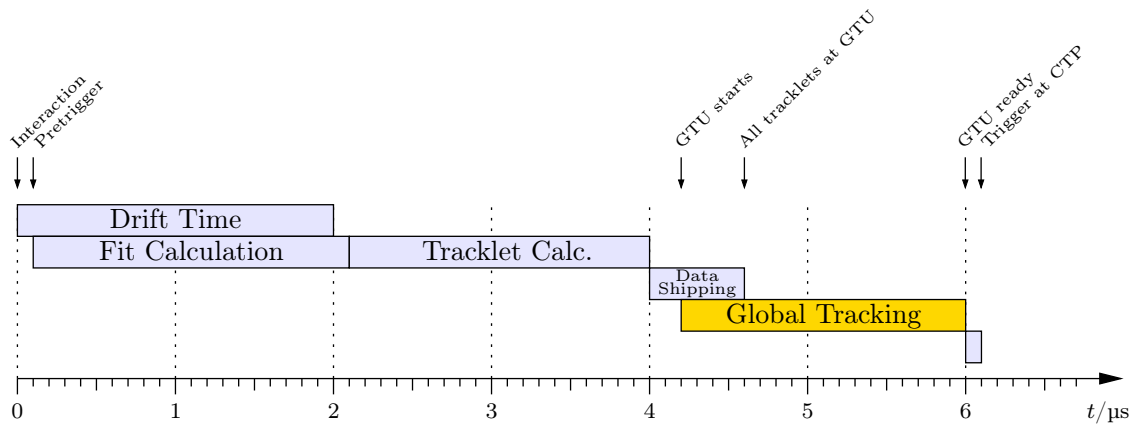 Interaction
Pretrigger
GTU starts
All tracklets at GTU
GTU ready
Trigger at CTP
Drift Time
Fit Calculation
Tracklet Calc.
Data
Shipping
Global Tracking
0 1 2 3 4 5 6 t/µs